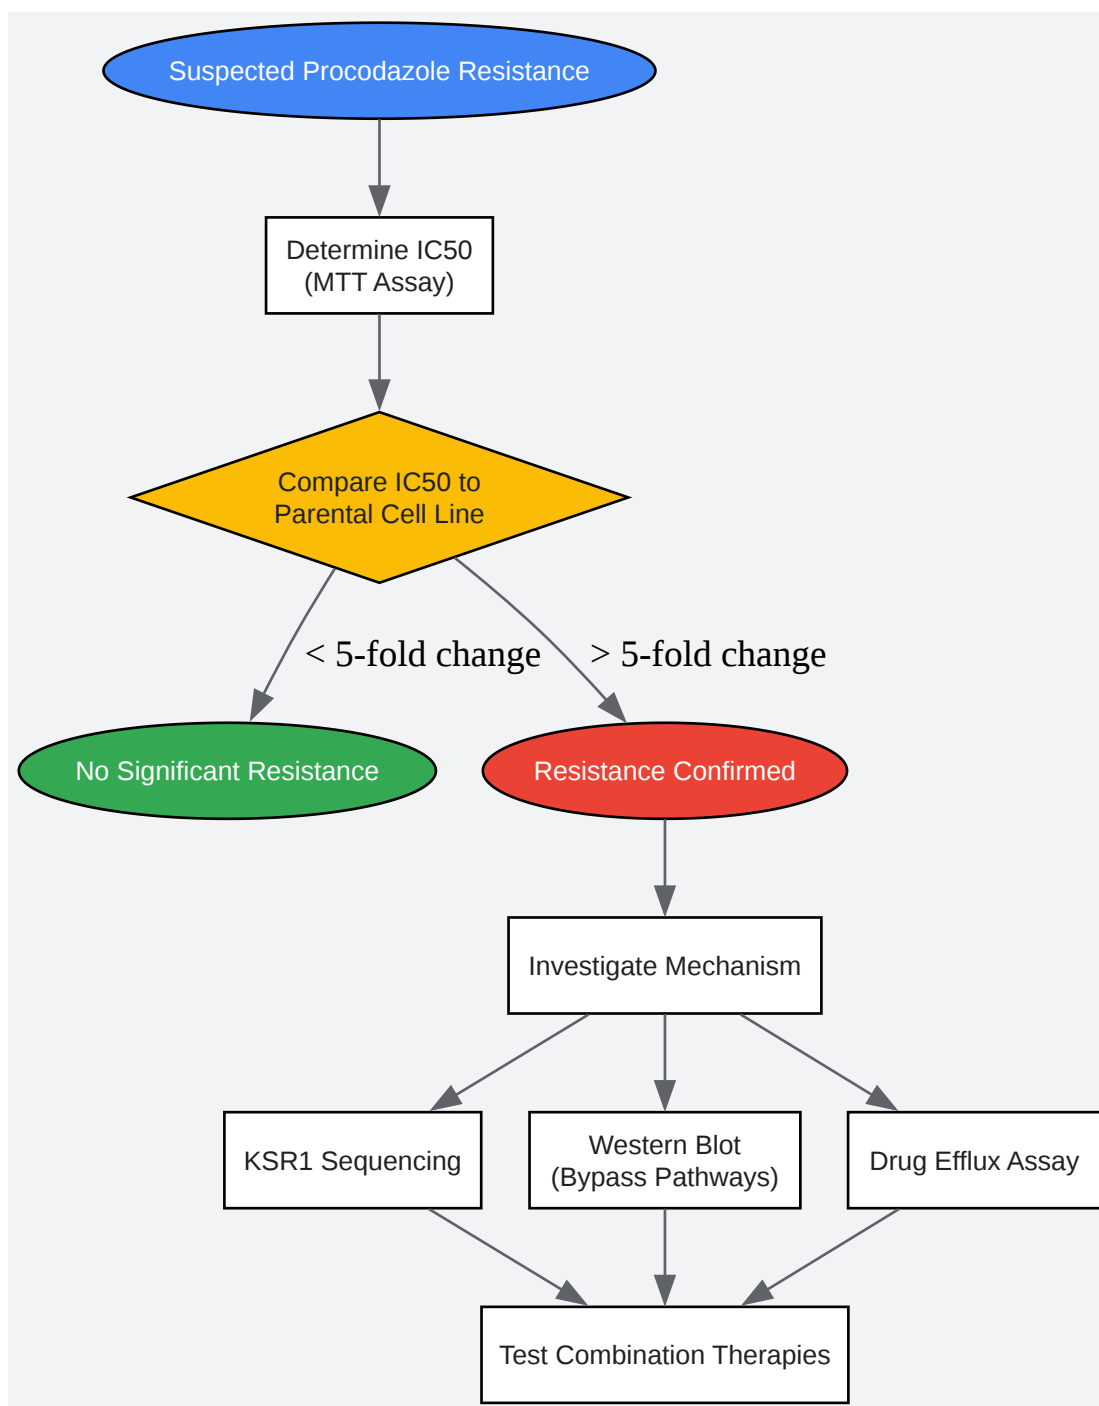 Suspected Procodazole Resistance
Determine IC50
(MTT Assay)
Compare IC50 to
Parental Cell Line
< 5-fold change
> 5-fold change
No Significant Resistance
Resistance Confirmed
Investigate Mechanism
KSR1 Sequencing
Western Blot
(Bypass Pathways)
Drug Efflux Assay
Test Combination Therapies